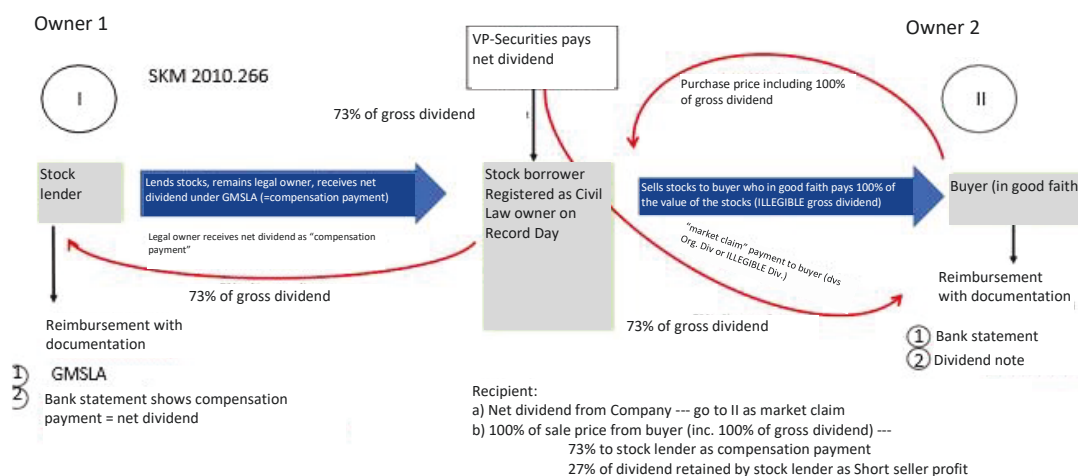 Owner 1
Owner 2
VP-Securities pays
net dividend
SKM 2010.266
I
II
Purchase price including 100%
of gross dividend
73% of gross dividend
Stock
lender
Lends stocks, remains legal owner, receives net
dividend under GMSLA (=compensation payment)
Stock borrower
Registered as Civil
Law owner on
Record Day
Sells stocks to buyer who in good faith pays 100% of
the value of the stocks (ILLEGIBLE gross dividend)
Buyer (in good faith
Legal owner receives net dividend as “compensation
payment”
73% of gross dividend
“market claim” payment to buyer (dvs
Org. Div or ILLEGIBLE Div.)
73% of gross dividend
Reimbursement
with documentation
1 Bank statement
2 Dividend note
Reimbursement with
documentation
1 GMSLA
2 Bank statement shows compensation
payment = net dividend
Recipient:
a) Net dividend from Company --- go to II as market claim
b) 100% of sale price from buyer (inc. 100% of gross dividend) ---
73% to stock lender as compensation payment
27% of dividend retained by stock lender as Short seller profit